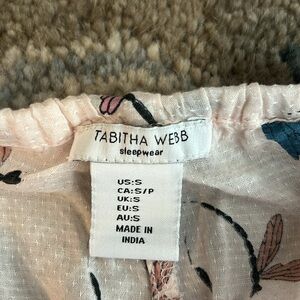 TABITHA WEBB
sleepwear
US:S
CA:S/P
UK:S
EU:S
AU:S
MADE IN
INDIA